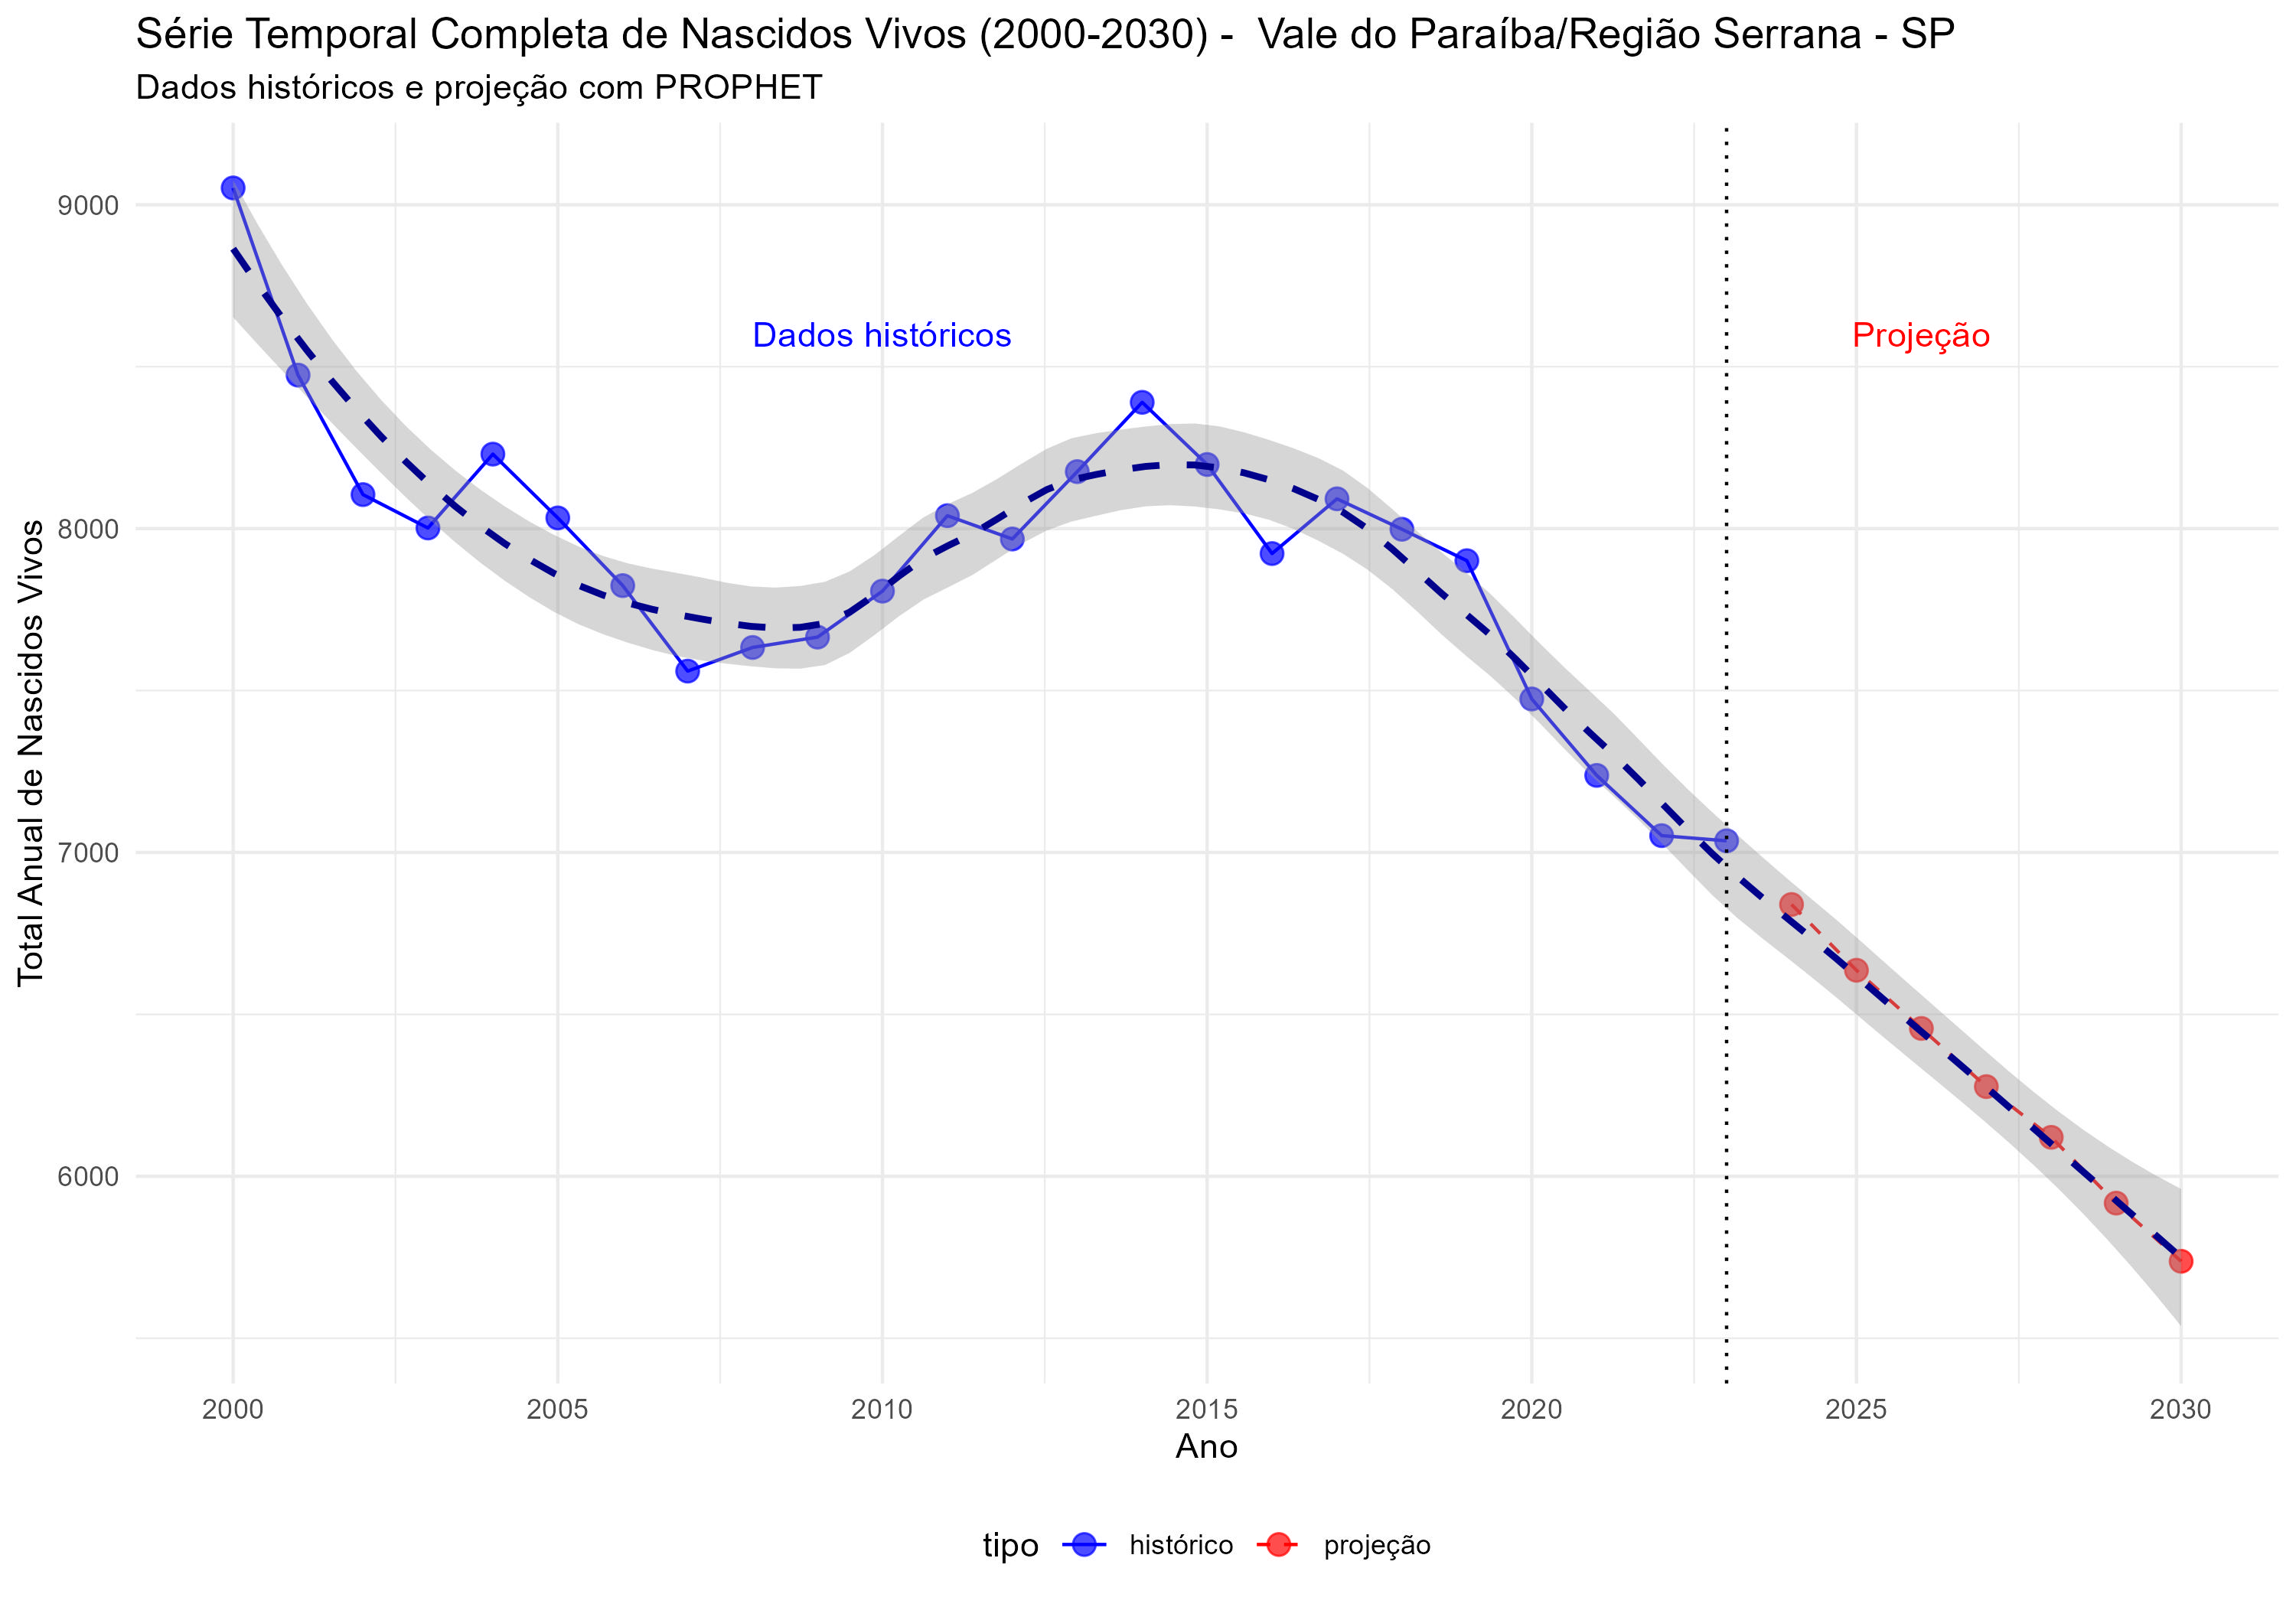 Série Temporal Completa de Nascidos Vivos (2000-2030) -  Vale do Paraíba/Região Serrana - SP
Dados históricos e projeção com PROPHET
Total Anual de Nascidos Vivos
9000
8000
7000
6000
Dados históricos
Projeção
2000
2005
2010
2015
2020
2025
2030
Ano
tipo
histórico
projeção